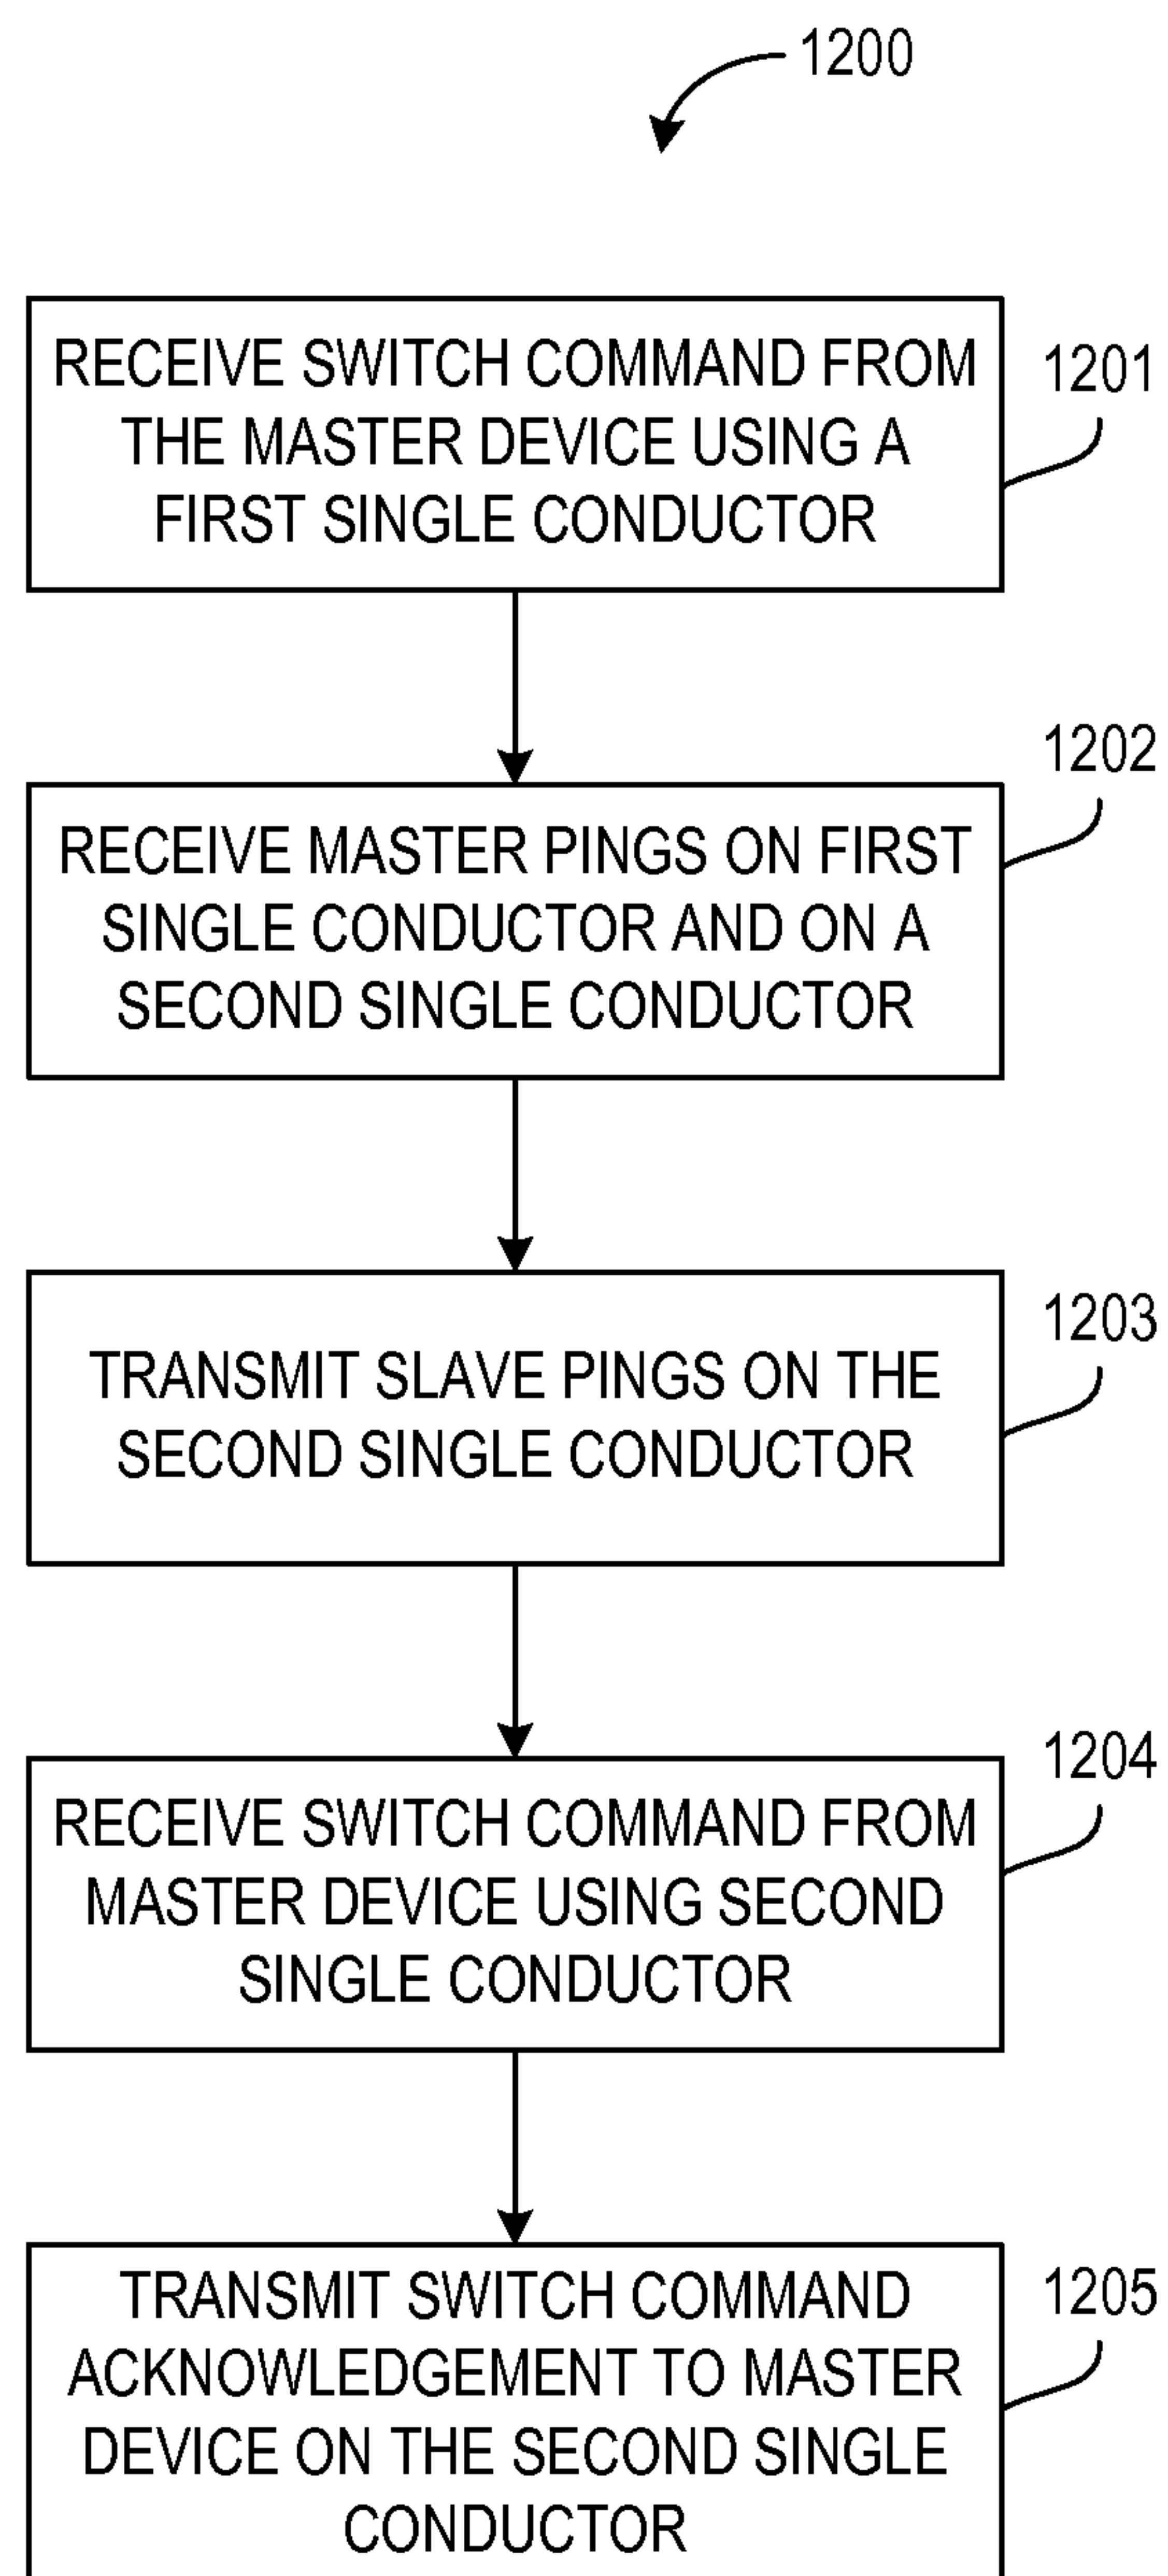 1200
RECEIVE SWITCH COMMAND FROM
THE MASTER DEVICE USING A
FIRST SINGLE CONDUCTOR
1201
RECEIVE MASTER PINGS ON FIRST
SINGLE CONDUCTOR AND ON A
SECOND SINGLE CONDUCTOR
1202
TRANSMIT SLAVE PINGS ON THE
SECOND SINGLE CONDUCTOR
1203
RECEIVE SWITCH COMMAND FROM
MASTER DEVICE USING SECOND
SINGLE CONDUCTOR
1204
TRANSMIT SWITCH COMMAND
ACKNOWLEDGEMENT TO MASTER
DEVICE ON THE SECOND SINGLE
CONDUCTOR
1205